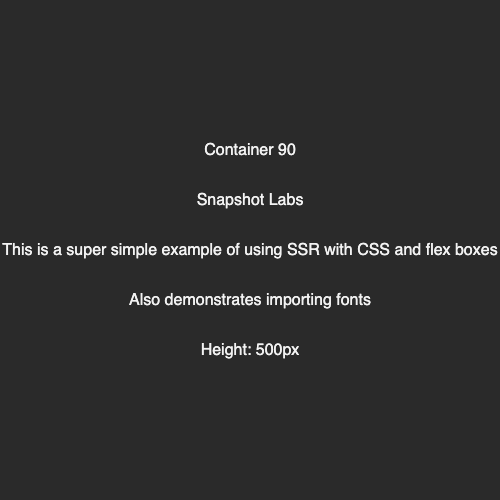 Container 90
Snapshot Labs
This is a super simple example of using SSR with CSS and flex boxes
Also demonstrates importing fonts
Height: 500px